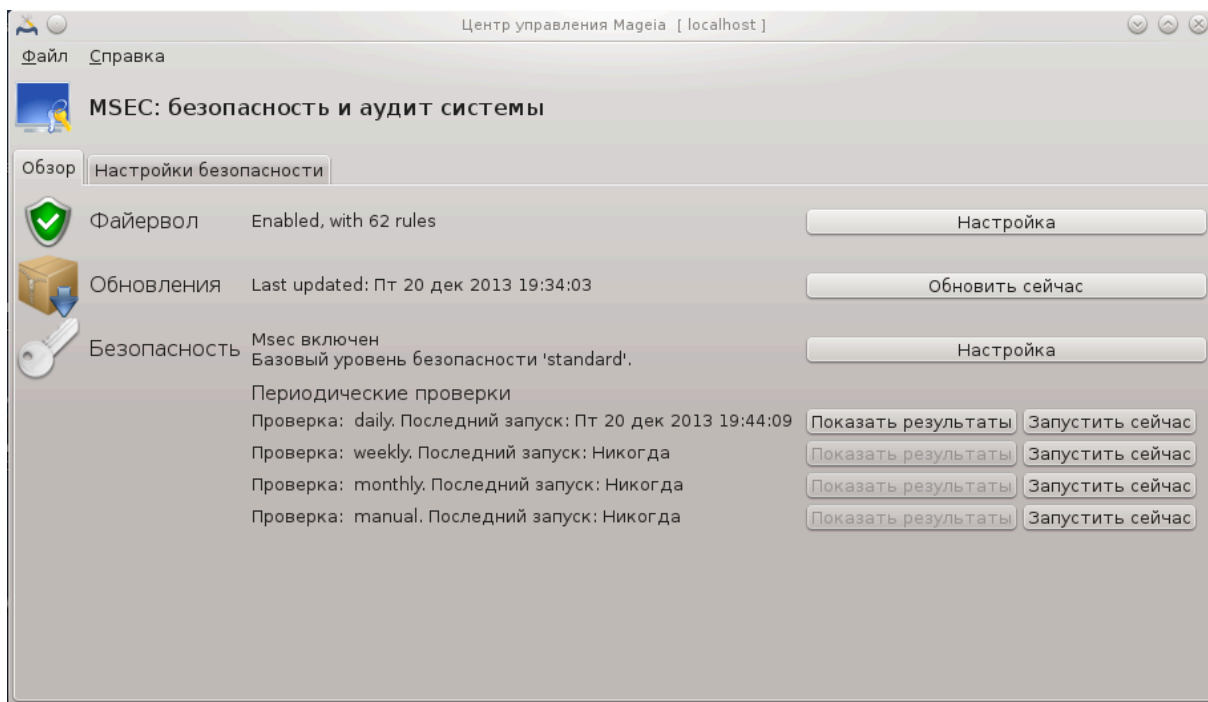 Центр управления Mageia [ localhost ]
Файл Справка
MSEC: безопасность и аудит системы
Обзор Настройки безопасности
Файервол Enabled, with 62 rules Настройка
Обновления Last updated: Пт 20 дек 2013 19:34:03 Обновить сейчас
Безопасность Msec включен
Базовый уровень безопасности 'standard'. Настройка
Периодические проверки
Проверка: daily. Последний запуск: Пт 20 дек 2013 19:44:09 Показать результаты Запустить сейчас
Проверка: weekly. Последний запуск: Никогда Показать результаты Запустить сейчас
Проверка: monthly. Последний запуск: Никогда Показать результаты Запустить сейчас
Проверка: manual. Последний запуск: Никогда Показать результаты Запустить сейчас